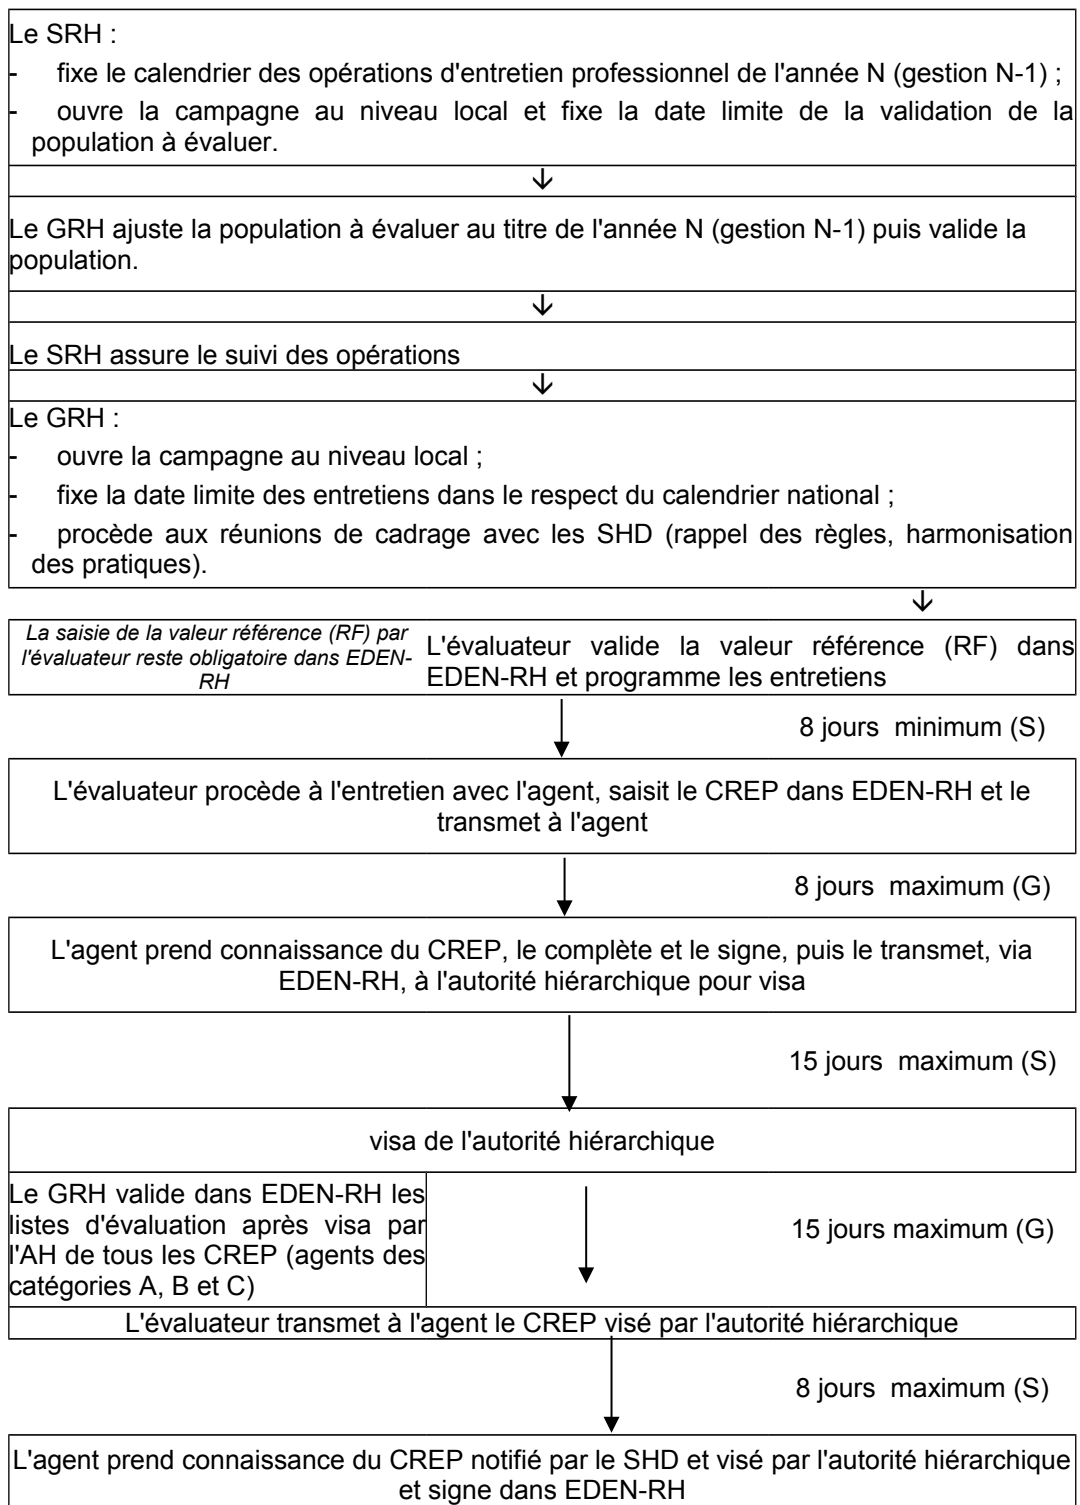 Le SRH :
- fixe le calendrier des opérations d'entretien professionnel de l'année N (gestion N-1) ;
- ouvre la campagne au niveau local et fixe la date limite de la validation de la
population à évaluer.
Le GRH ajuste la population à évaluer au titre de l'année N (gestion N-1) puis valide la
population.
Le SRH assure le suivi des opérations
Le GRH :
- ouvre la campagne au niveau local ;
- fixe la date limite des entretiens dans le respect du calendrier national ;
- procède aux réunions de cadrage avec les SHD (rappel des règles, harmonisation
des pratiques).
La saisie de la valeur référence (RF) par
l'évaluateur reste obligatoire dans EDEN-
RH
L'évaluateur valide la valeur référence (RF) dans
EDEN-RH et programme les entretiens
8 jours minimum (S)
L'évaluateur procède à l'entretien avec l'agent, saisit le CREP dans EDEN-RH et le
transmet à l'agent
8 jours maximum (G)
L'agent prend connaissance du CREP, le complète et le signe, puis le transmet, via
EDEN-RH, à l'autorité hiérarchique pour visa
15 jours maximum (S)
visa de l'autorité hiérarchique
Le GRH valide dans EDEN-RH les
listes d'évaluation après visa par
l'AH de tous les CREP (agents des
catégories A, B et C)
15 jours maximum (G)
L'évaluateur transmet à l'agent le CREP visé par l'autorité hiérarchique
8 jours maximum (S)
L'agent prend connaissance du CREP notifié par le SHD et visé par l'autorité hiérarchique
et signe dans EDEN-RH